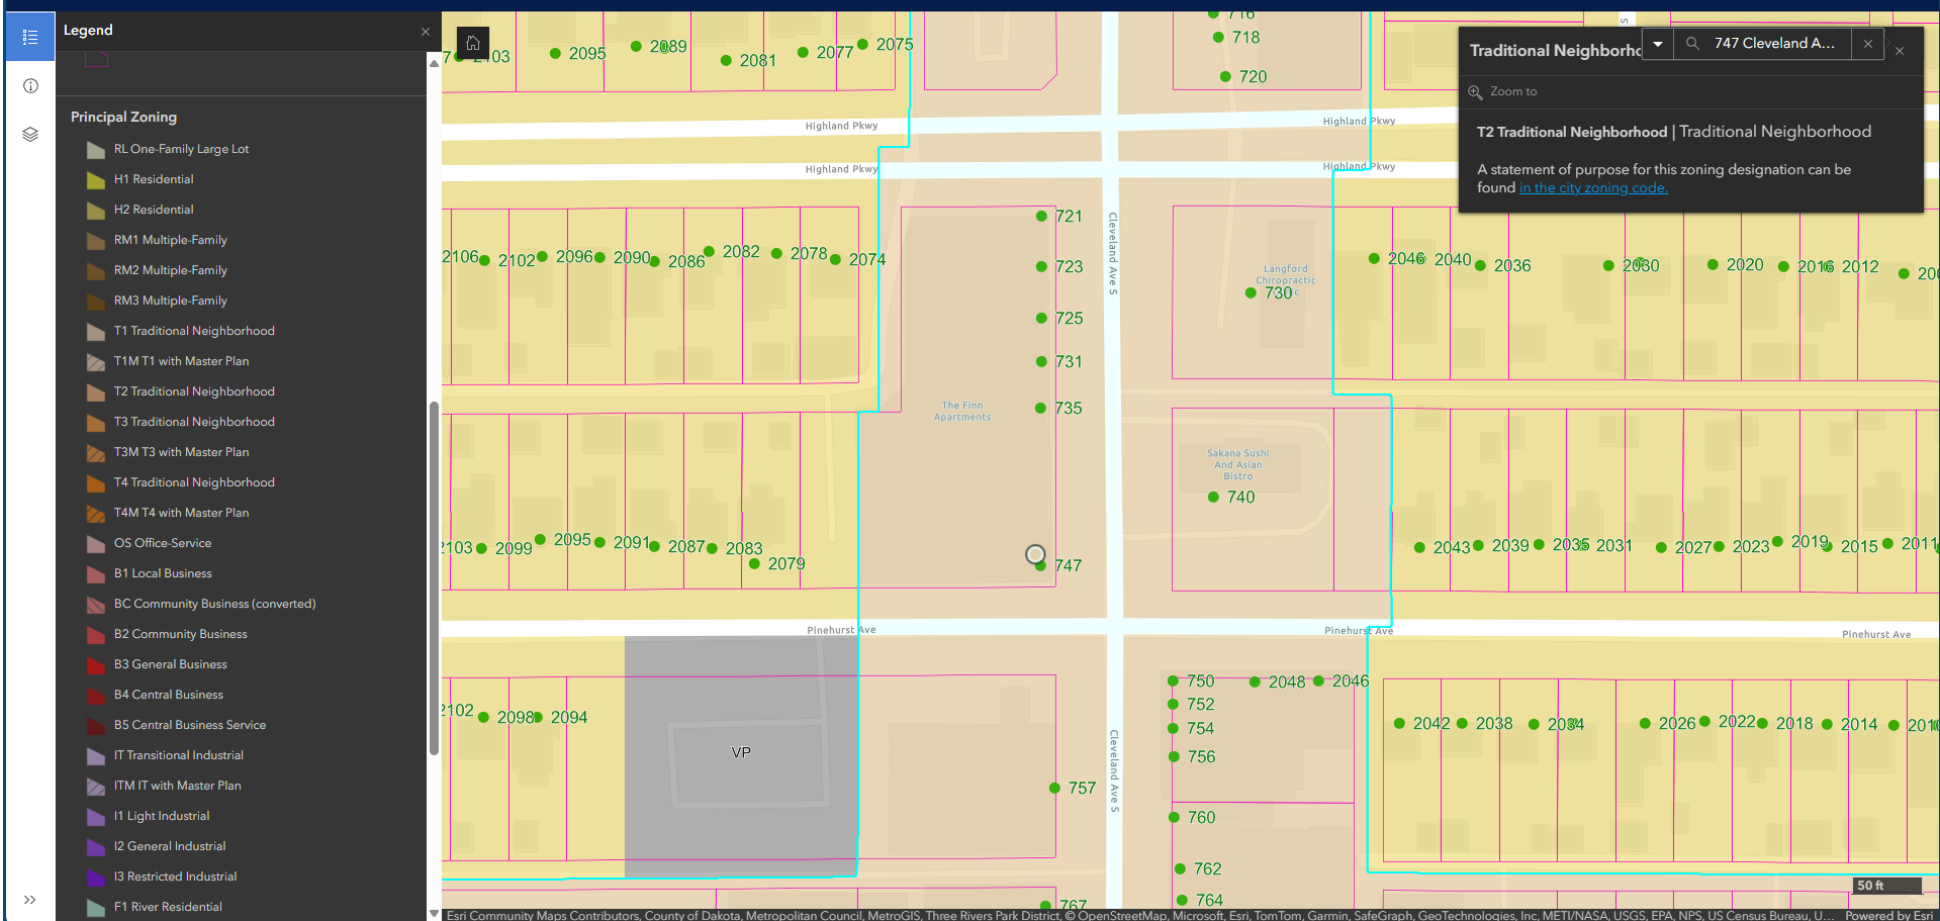 Legend
Principal Zoning
RL One-Family Large Lot
H1 Residential
H2 Residential
RM1 Multiple-Family
RM2 Multiple-Family
RM3 Multiple-Family
T1 Traditional Neighborhood
T1M T1 with Master Plan
T2 Traditional Neighborhood
T3 Traditional Neighborhood
T3M T3 with Master Plan
T4 Traditional Neighborhood
T4M T4 with Master Plan
OS Office-Service
B1 Local Business
BC Community Business (converted)
B2 Community Business
B3 General Business
B4 Central Business
B5 Central Business Service
IT Transitional Industrial
ITM IT with Master Plan
I1 Light Industrial
I2 General Industrial
I3 Restricted Industrial
F1 River Residential
Traditional Neighborho
747 Cleveland A...
Zoom to
T2 Traditional Neighborhood | Traditional Neighborhood
A statement of purpose for this zoning designation can be
found in the city zoning code.
2103 2095 2089 2081 2077 2075
716
718
720
Highland Pkwy Highland Pkwy
Highland Pkwy Highland Pkwy
2106 2102 2096 2090 2086 2082 2078 2074
721
723
725
731
735
Cleveland Ave S
Langford
Chiropractic
730
2046 2040 2036 2030 2020 2016 2012
The Finn
Apartments
Sakana Sushi
And Asian
Bistro
740
2103 2099 2095 2091 2087 2083 2079
747
2043 2039 2035 2031 2027 2023 2019 2015 2011
Pinehurst Ave Pinehurst Ave Pinehurst Ave
2102 2098 2094
VP
757
Cleveland Ave S
750 2048 2046
752
754
756
760
762
764
767
2042 2038 2034 2026 2022 2018 2014
50 ft
Esri Community Maps Contributors, County of Dakota, Metropolitan Council, MetroGIS, Three Rivers Park District, © OpenStreetMap, Microsoft, Esri, TomTom, Garmin, SafeGraph, GeoTechnologies, Inc, METI/NASA, USGS, EPA, NPS, US Census Bureau, U... Powered by Esri